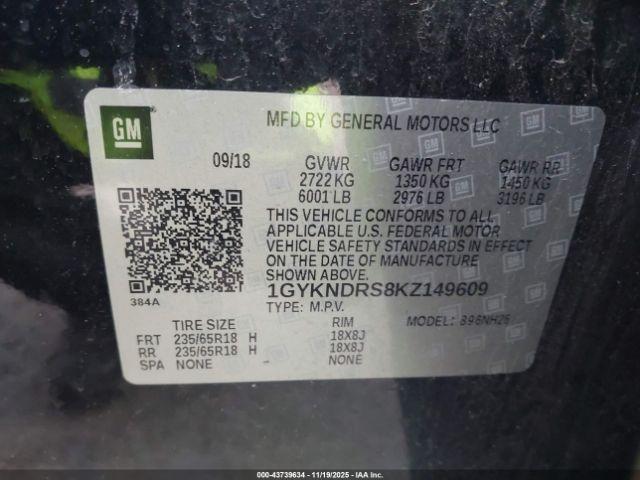 GM
MFD BY GENERAL MOTORS LLC
09/18 GVWR GAWR FRT GAWR RR
2722 KG 1350 KG 1450 KG
6001 LB 2976 LB 3196 LB
THIS VEHICLE CONFORMS TO ALL
APPLICABLE U.S. FEDERAL MOTOR
VEHICLE SAFETY STANDARDS IN EFFECT
ON THE DATE OF MANUFACTURE
SHOWN ABOVE.
384A
1GYKNDRS8KZ149609
TYPE: M.P.V. MODEL: 896NH26
TIRE SIZE RIM
FRT 235/65R18 H 18X8J
RR 235/65R18 H 18X8J
SPA NONE - NONE
000-43739634 - 11/19/2025 - iaai.com